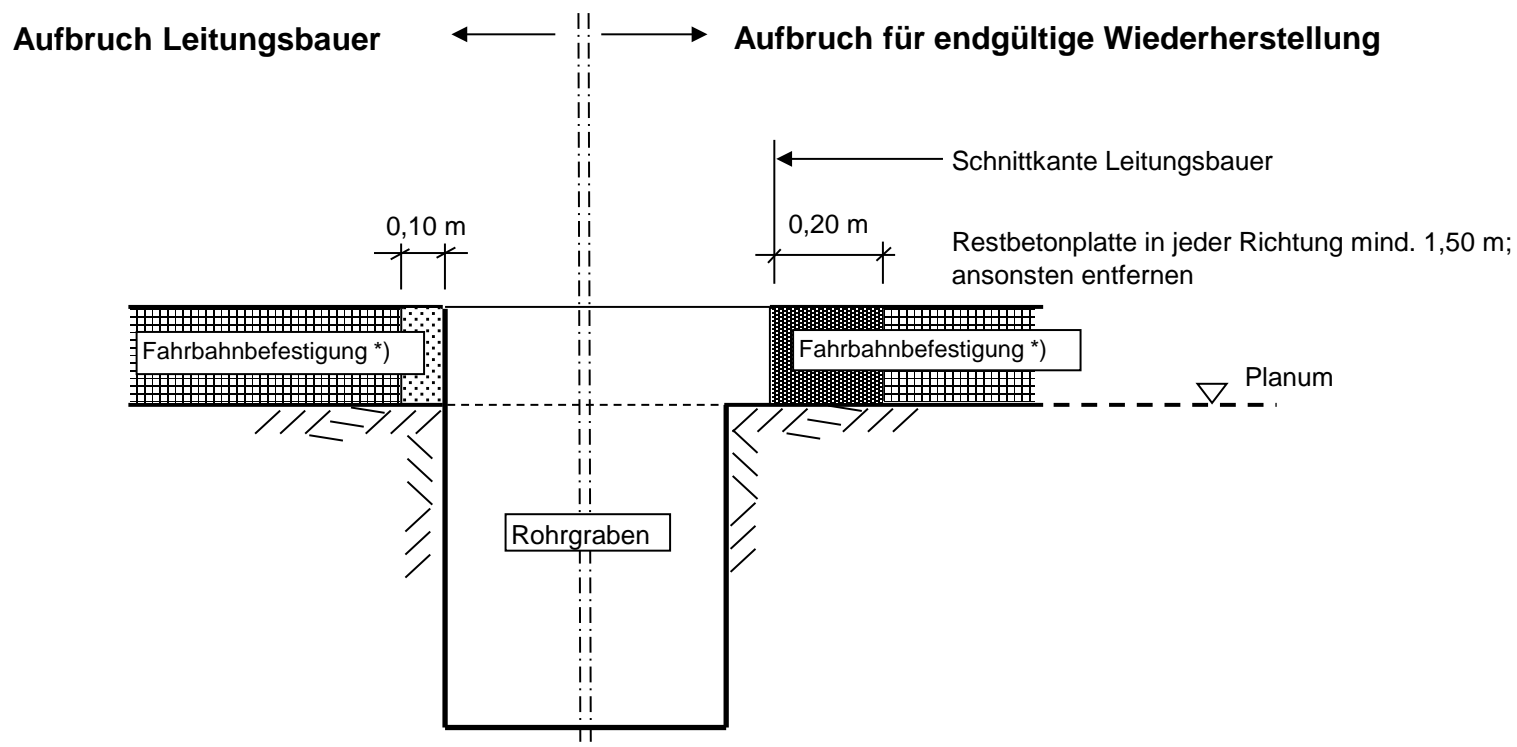 Aufbruch Leitungsbauer
Aufbruch für endgültige Wiederherstellung
Schnittkante Leitungsbauer
0,10 m
0,20 m
Restbetonplatte in jeder Richtung mind. 1,50 m;
ansonsten entfernen
Fahrbahnbefestigung *)
Fahrbahnbefestigung *)
Planum
Rohrgraben